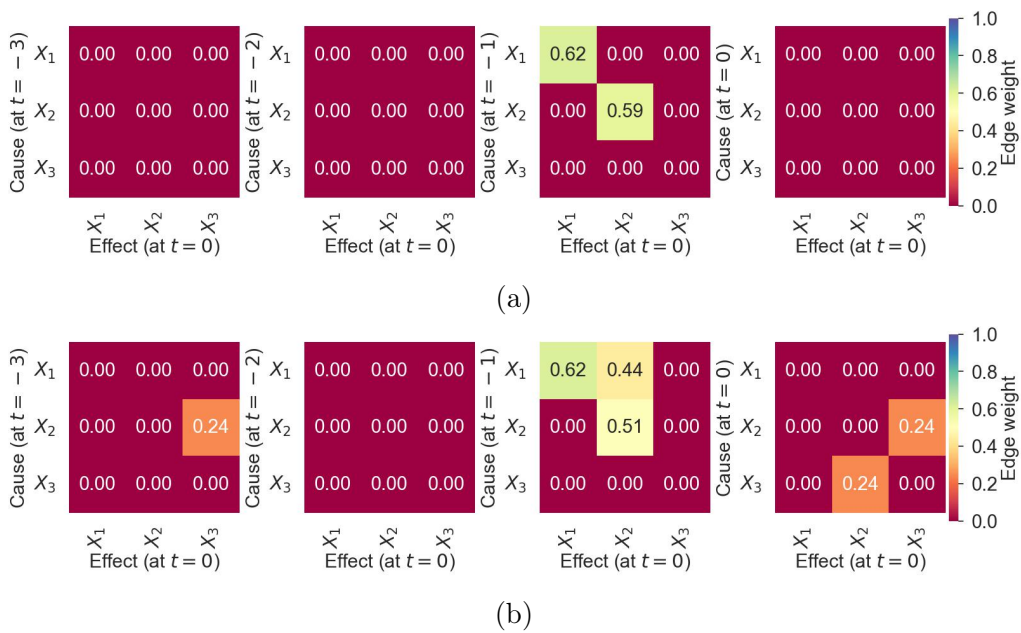 Cause (at t = −3)
X₁ 0.00 0.00 0.00
X₂ 0.00 0.00 0.00
X₃ 0.00 0.00 0.00
X₁ X₂ X₃
Effect (at t = 0)
Cause (at t = −2)
X₁ 0.00 0.00 0.00
X₂ 0.00 0.00 0.00
X₃ 0.00 0.00 0.00
X₁ X₂ X₃
Effect (at t = 0)
Cause (at t = −1)
X₁ 0.62 0.00 0.00
X₂ 0.00 0.59 0.00
X₃ 0.00 0.00 0.00
X₁ X₂ X₃
Effect (at t = 0)
Cause (at t = 0)
0.00 0.00 0.00
0.00 0.00 0.00
0.00 0.00 0.00
X₁ X₂ X₃
Effect (at t = 0)
1.0
0.8
0.6
0.4
0.2
0.0
Edge weight
(a)
Cause (at t = −3)
X₁ 0.00 0.00 0.00
X₂ 0.00 0.00 0.24
X₃ 0.00 0.00 0.00
X₁ X₂ X₃
Effect (at t = 0)
Cause (at t = −2)
X₁ 0.00 0.00 0.00
X₂ 0.00 0.00 0.00
X₃ 0.00 0.00 0.00
X₁ X₂ X₃
Effect (at t = 0)
Cause (at t = −1)
X₁ 0.62 0.44 0.00
X₂ 0.00 0.51 0.00
X₃ 0.00 0.00 0.00
X₁ X₂ X₃
Effect (at t = 0)
Cause (at t = 0)
0.00 0.00 0.00
0.00 0.00 0.24
0.00 0.24 0.00
X₁ X₂ X₃
Effect (at t = 0)
1.0
0.8
0.6
0.4
0.2
0.0
Edge weight
(b)